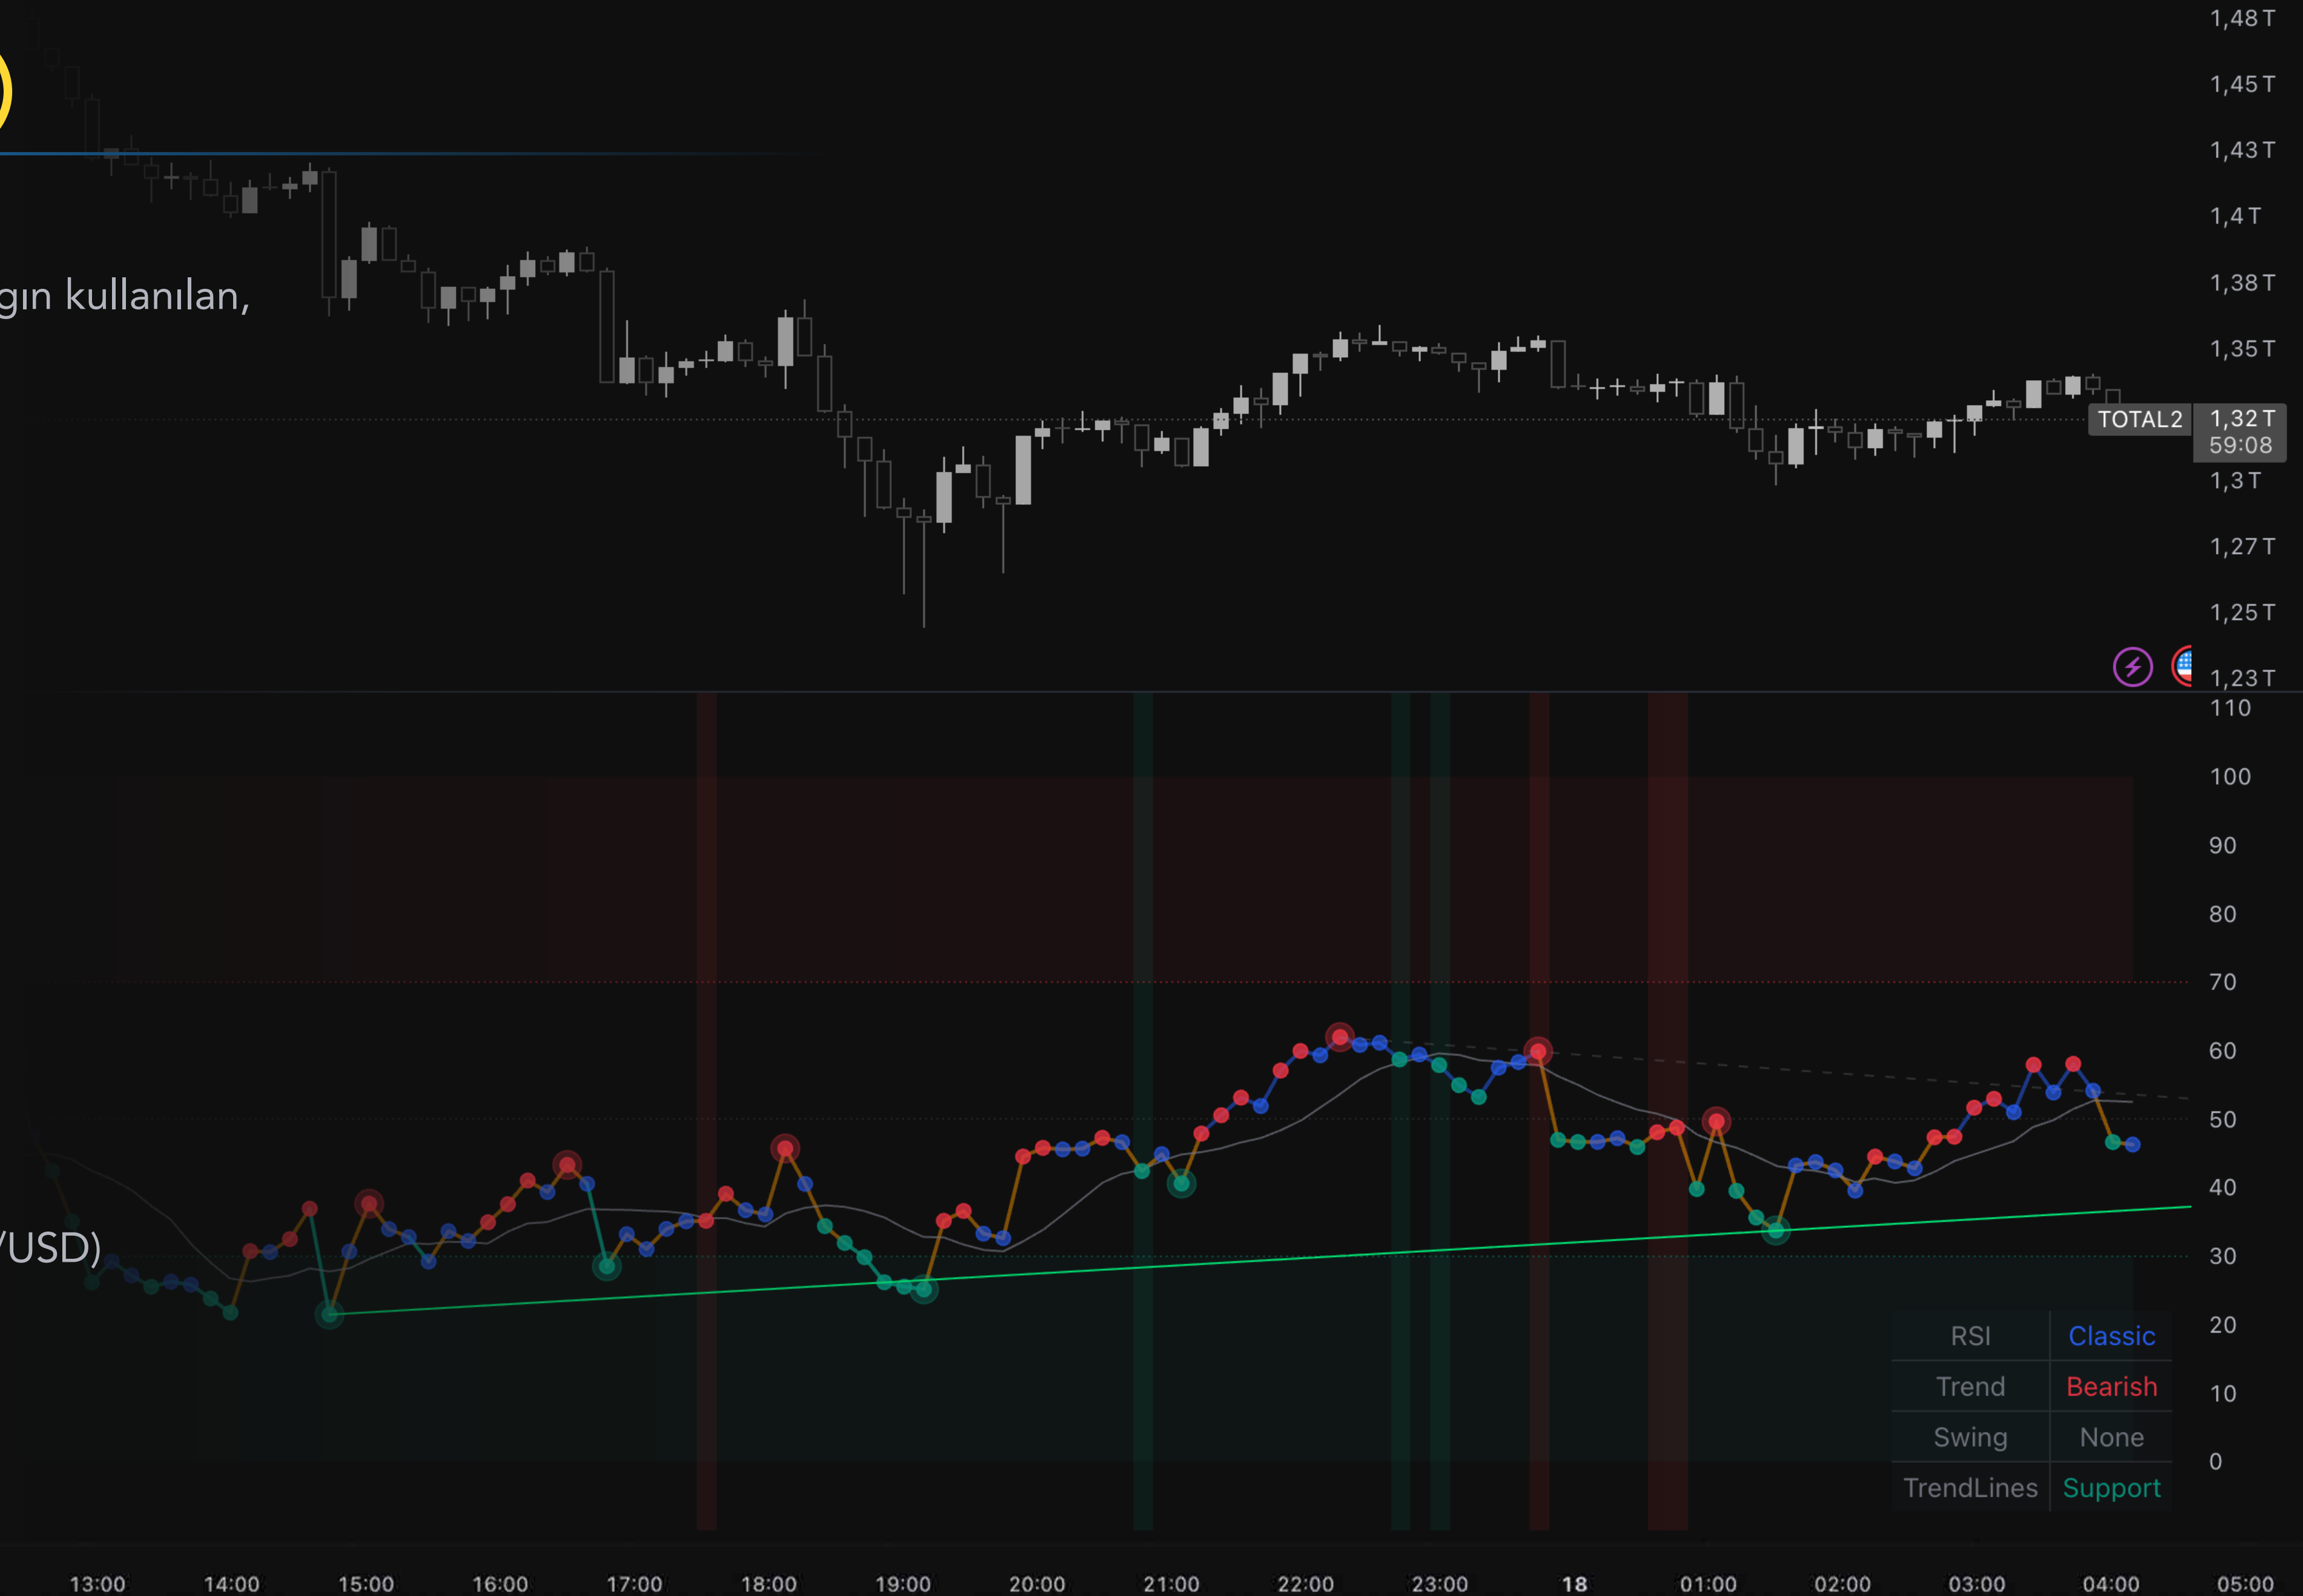 1,48 T
1,45 T
1,43 T
gın kullanılan,
1,4 T
1,38 T
1,35 T
TOTAL2 1,32 T
59:08
1,3 T
1,27 T
1,25 T
1,23 T
110
100
90
80
70
60
50
40
/USD)
30
20
10
0
RSI Classic
Trend Bearish
Swing None
TrendLines Support
13:00 14:00 15:00 16:00 17:00 18:00 19:00 20:00 21:00 22:00 23:00 18 01:00 02:00 03:00 04:00 05:00